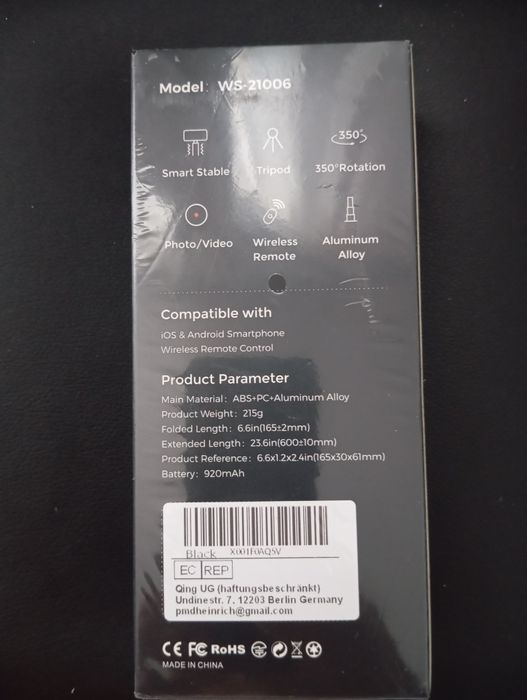 Model: WS-21006
350°
Smart Stable
Tripod
350°Rotation
Photo/Video
Wireless
Remote
Aluminum
Alloy
Compatible with
iOS & Android Smartphone
Wireless Remote Control
Product Parameter
Main Material: ABS+PC+Aluminum Alloy
Product Weight: 215g
Folded Length: 6.6in(165±2mm)
Extended Length: 23.6in(600±10mm)
Product Reference: 6.6x1.2x2.4in(165x30x61mm)
Battery: 920mAh
Black X001F0AQ5V
EC REP
Qing UG (haftungsbeschränkt)
Undinestr. 7, 12203 Berlin Germany
pmdheinrich@gmail.com
CE FC RoHS
MADE IN CHINA